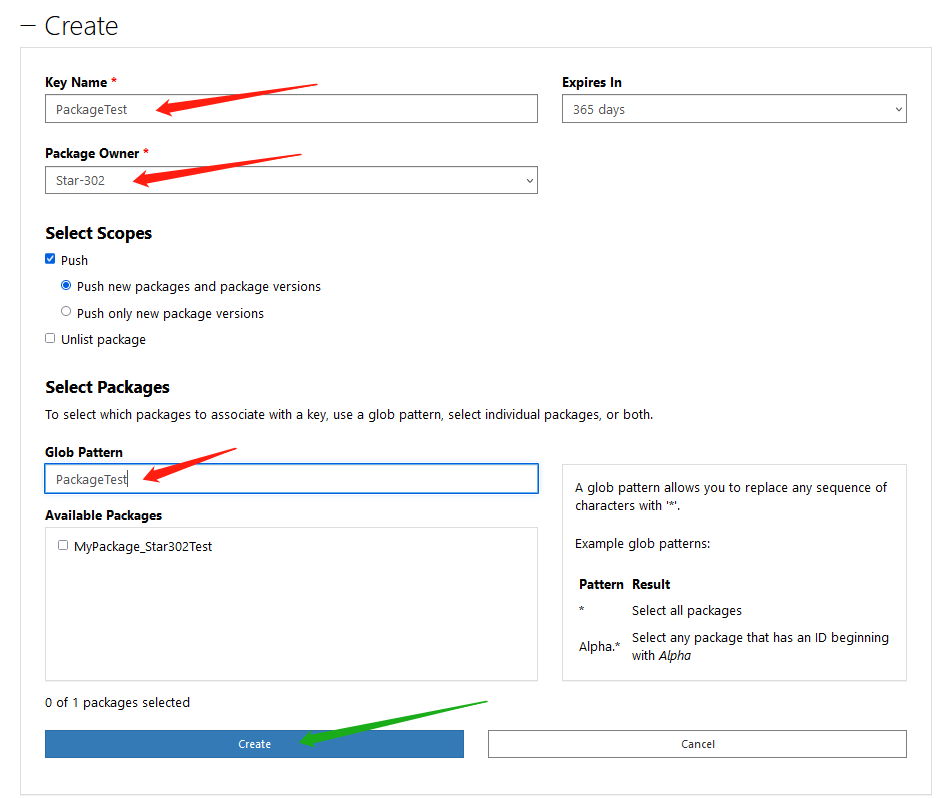 — Create
Key Name *
Expires In
PackageTest
365 days
Package Owner *
Star-302
Select Scopes
Push
Push new packages and package versions
Push only new package versions
Unlist package
Select Packages
To select which packages to associate with a key, use a glob pattern, select individual packages, or both.
Glob Pattern
PackageTest
Available Packages
MyPackage_Star302Test
A glob pattern allows you to replace any sequence of
characters with '*'.
Example glob patterns:
Pattern Result
* Select all packages
Alpha.* Select any package that has an ID beginning
with Alpha
0 of 1 packages selected
Create
Cancel